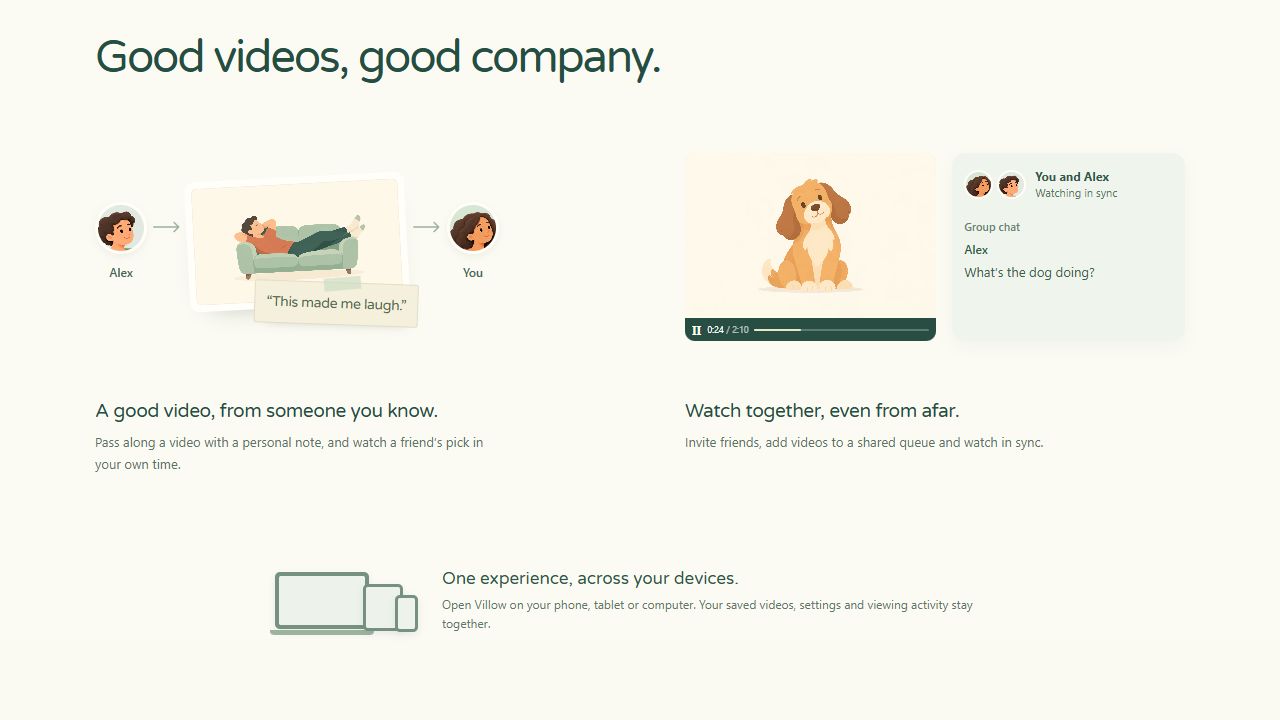 Good videos, good company.
Alex
“This made me laugh.”
You
You and Alex
Watching in sync
Group chat
Alex
What's the dog doing?
0:24 / 2:10
A good video, from someone you know.
Pass along a video with a personal note, and watch a friend's pick in
your own time.
Watch together, even from afar.
Invite friends, add videos to a shared queue and watch in sync.
One experience, across your devices.
Open Villow on your phone, tablet or computer. Your saved videos, settings and viewing activity stay
together.